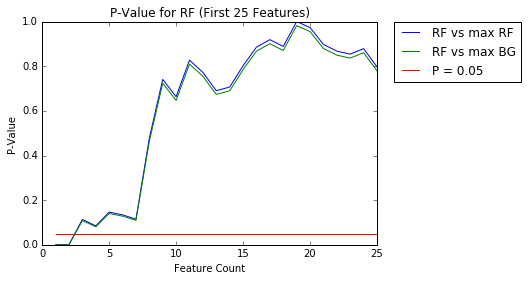 P-Value for RF (First 25 Features)
1.0
0.8
0.6
0.4
0.2
0.0
P-Value
0
5
10
15
20
25
Feature Count
RF vs max RF
RF vs max BG
P = 0.05